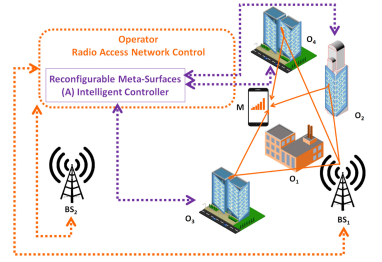 Operator
Radio Access Network Control
Reconfigurable Meta-Surfaces
(A) Intelligent Controller
O4
M
O2
O1
BS2
O3
BS1